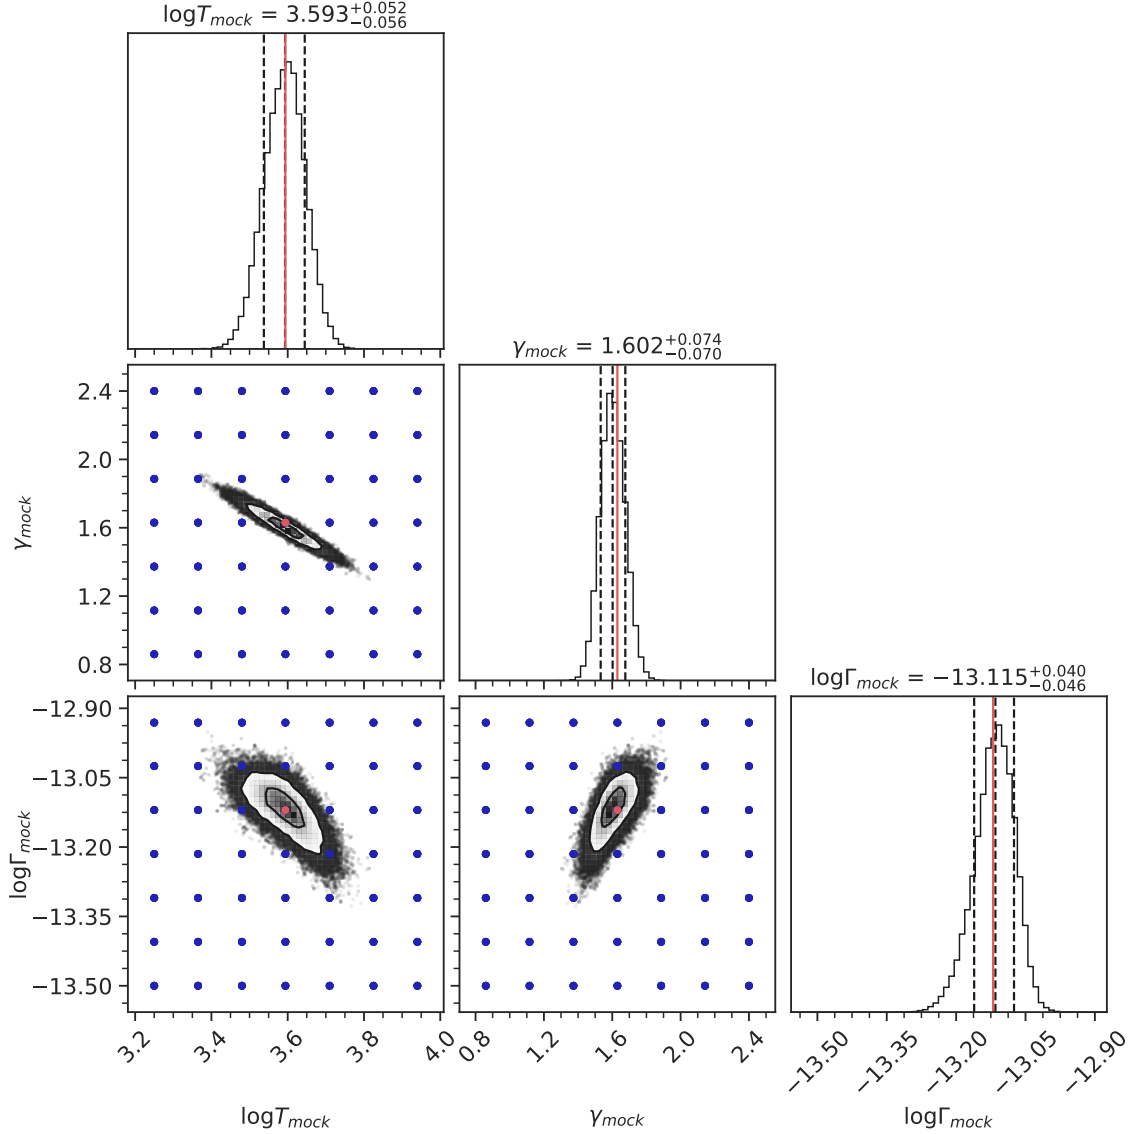 logT_mock = 3.593^{+0.052}_{−0.056}
γ_mock = 1.602^{+0.074}_{−0.070}
2.4
2.0
1.6
1.2
0.8
γ_mock
logΓ_mock = −13.115^{+0.040}_{−0.046}
−12.90
−13.05
−13.20
−13.35
−13.50
logΓ_mock
3.2 3.4 3.6 3.8 4.0 0.8 1.2 1.6 2.0 2.4 −13.50 −13.35 −13.20 −13.05 −12.90
logT_mock γ_mock logΓ_mock